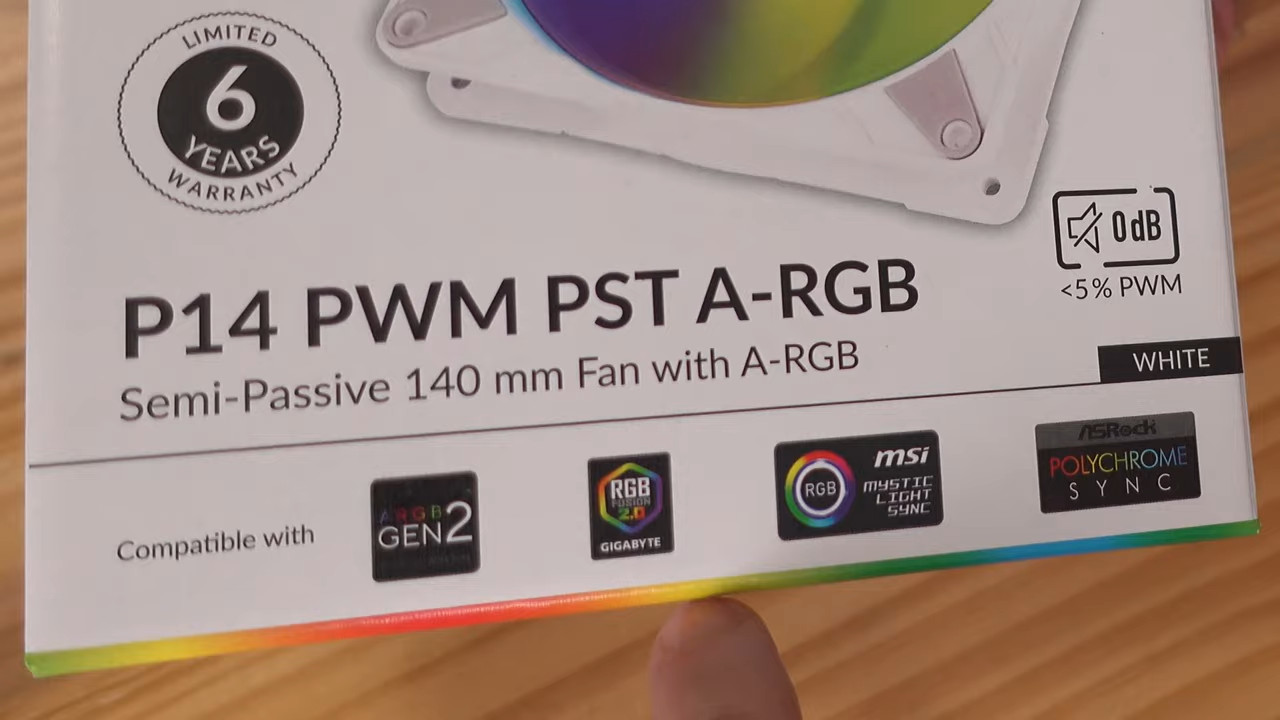 LIMITED
6
YEARS
WARRANTY
0dB
<5% PWM
P14 PWM PST A-RGB
Semi-Passive 140 mm Fan with A-RGB
WHITE
Compatible with
ARGB
GEN2
RGB
FUSION
2.0
GIGABYTE
RGB
msi
MYSTIC
LIGHT
SYNC
ASRock
POLYCHROME
SYNC